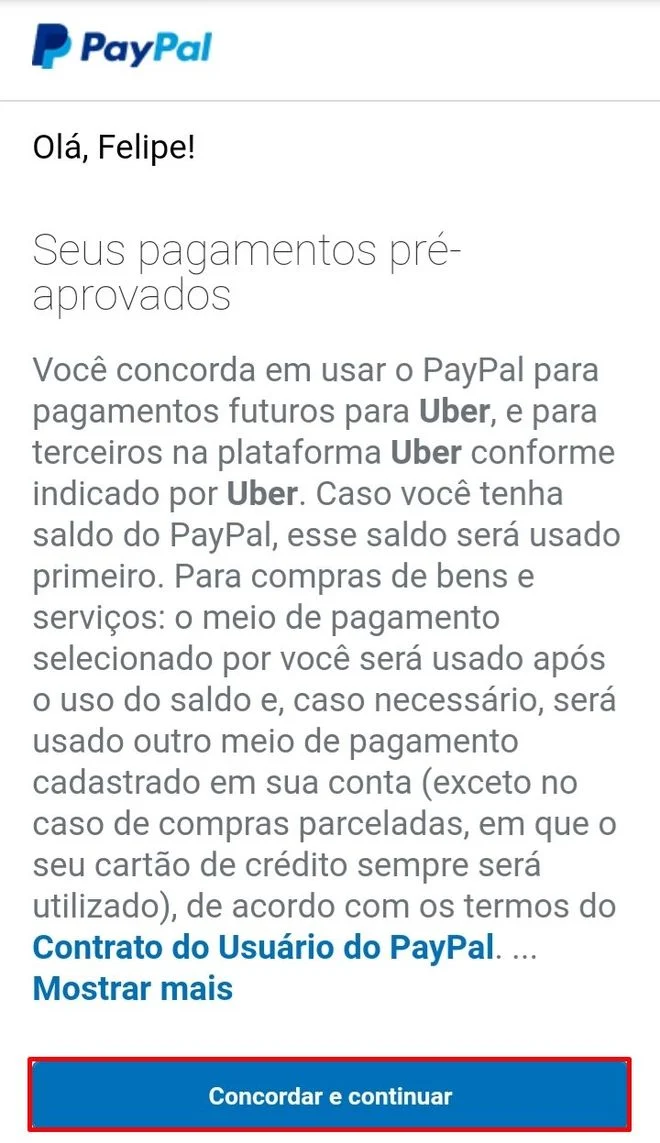 PayPal
Olá, Felipe!
Seus pagamentos pré-
aprovados
Você concorda em usar o PayPal para
pagamentos futuros para Uber, e para
terceiros na plataforma Uber conforme
indicado por Uber. Caso você tenha
saldo do PayPal, esse saldo será usado
primeiro. Para compras de bens e
serviços: o meio de pagamento
selecionado por você será usado após
o uso do saldo e, caso necessário, será
usado outro meio de pagamento
cadastrado em sua conta (exceto no
caso de compras parceladas, em que o
seu cartão de crédito sempre será
utilizado), de acordo com os termos do
Contrato do Usuário do PayPal. ...
Mostrar mais
Concordar e continuar